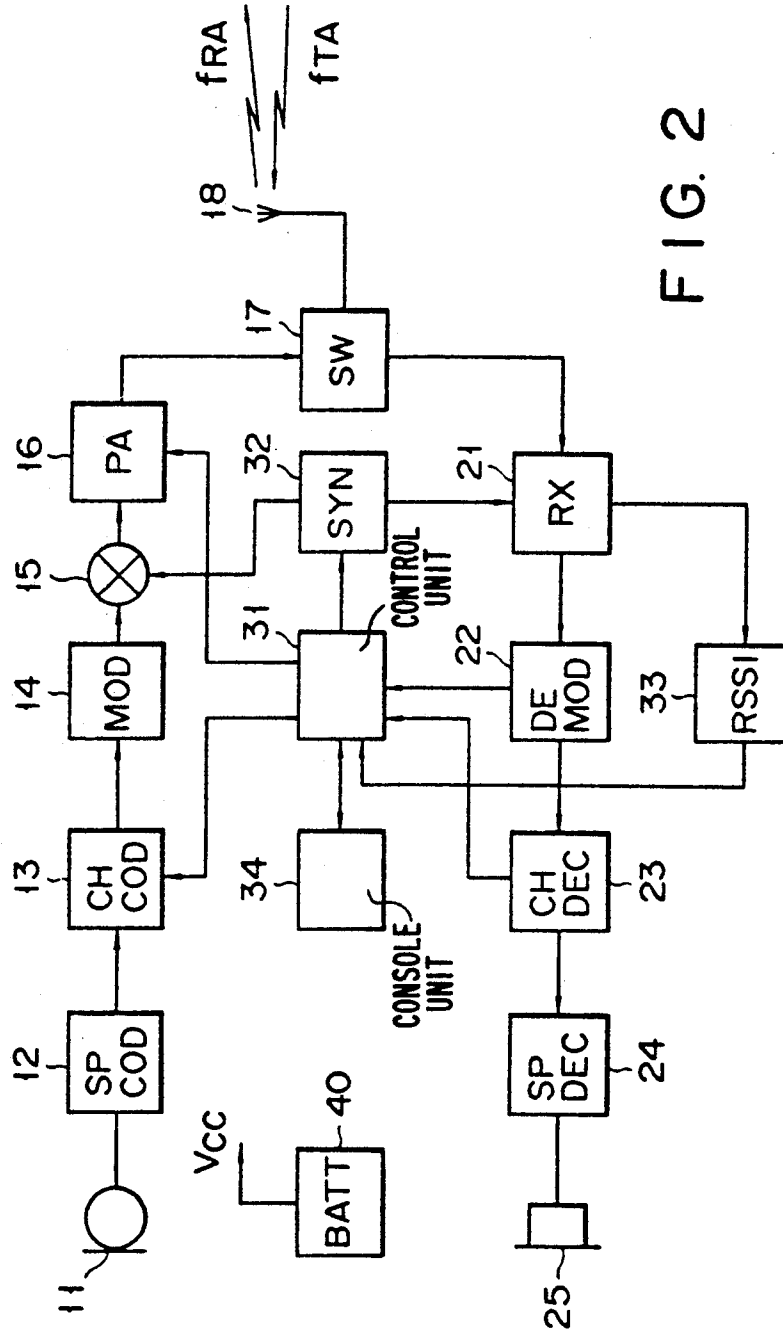 11
12
SP
COD
13
CH
COD
14
MOD
15
16
PA
17
SW
18
fRA
fTA
VCC
40
BATT
34
CONSOLE
UNIT
31
CONTROL
UNIT
32
SYN
21
RX
22
DE
MOD
33
RSSI
CH
DEC
23
SP
DEC
24
25
FIG. 2